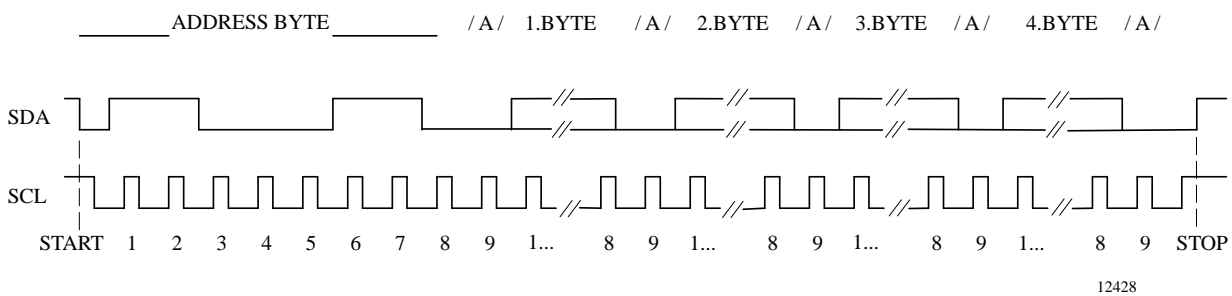 ADDRESS BYTE / A / 1.BYTE / A / 2.BYTE / A / 3.BYTE / A / 4.BYTE / A /
SDA
SCL
START 1 2 3 4 5 6 7 8 9 1... 8 9 1... 8 9 1... 8 9 1... 8 9 STOP
12428